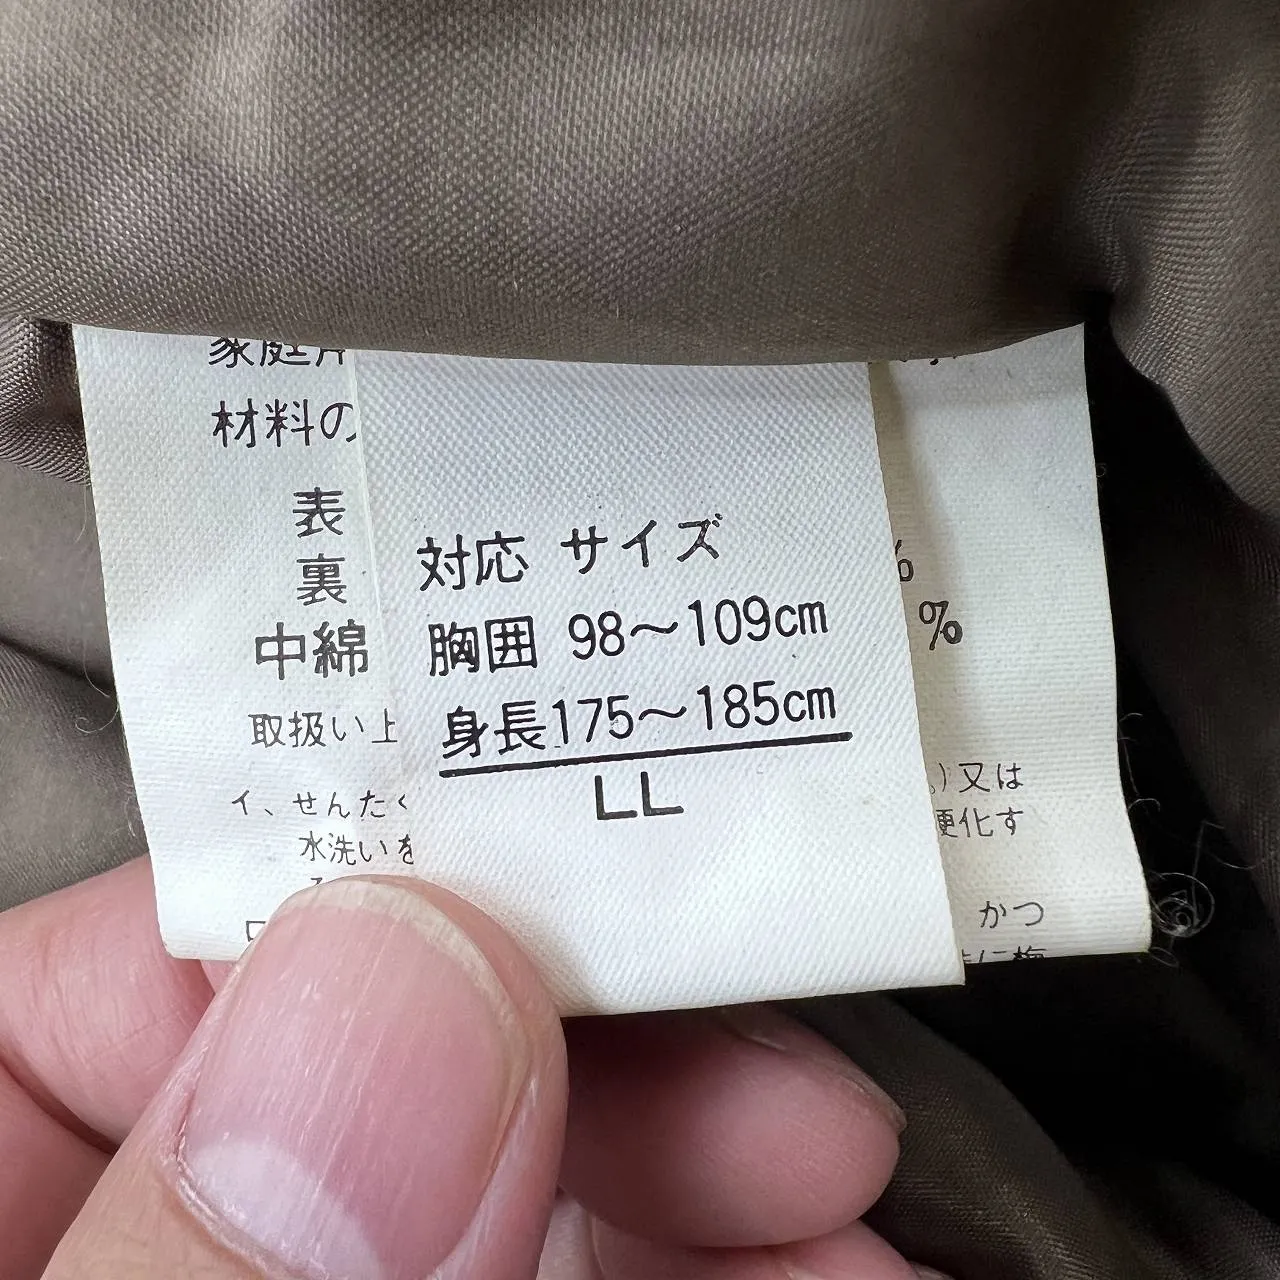 家庭用
材料の
表
裏
中綿
取扱い上
イ、せんたく
水洗いを
対応 サイズ
胸囲 98〜109cm
身長175〜185cm
LL
%
%
又は
硬化す
かつ